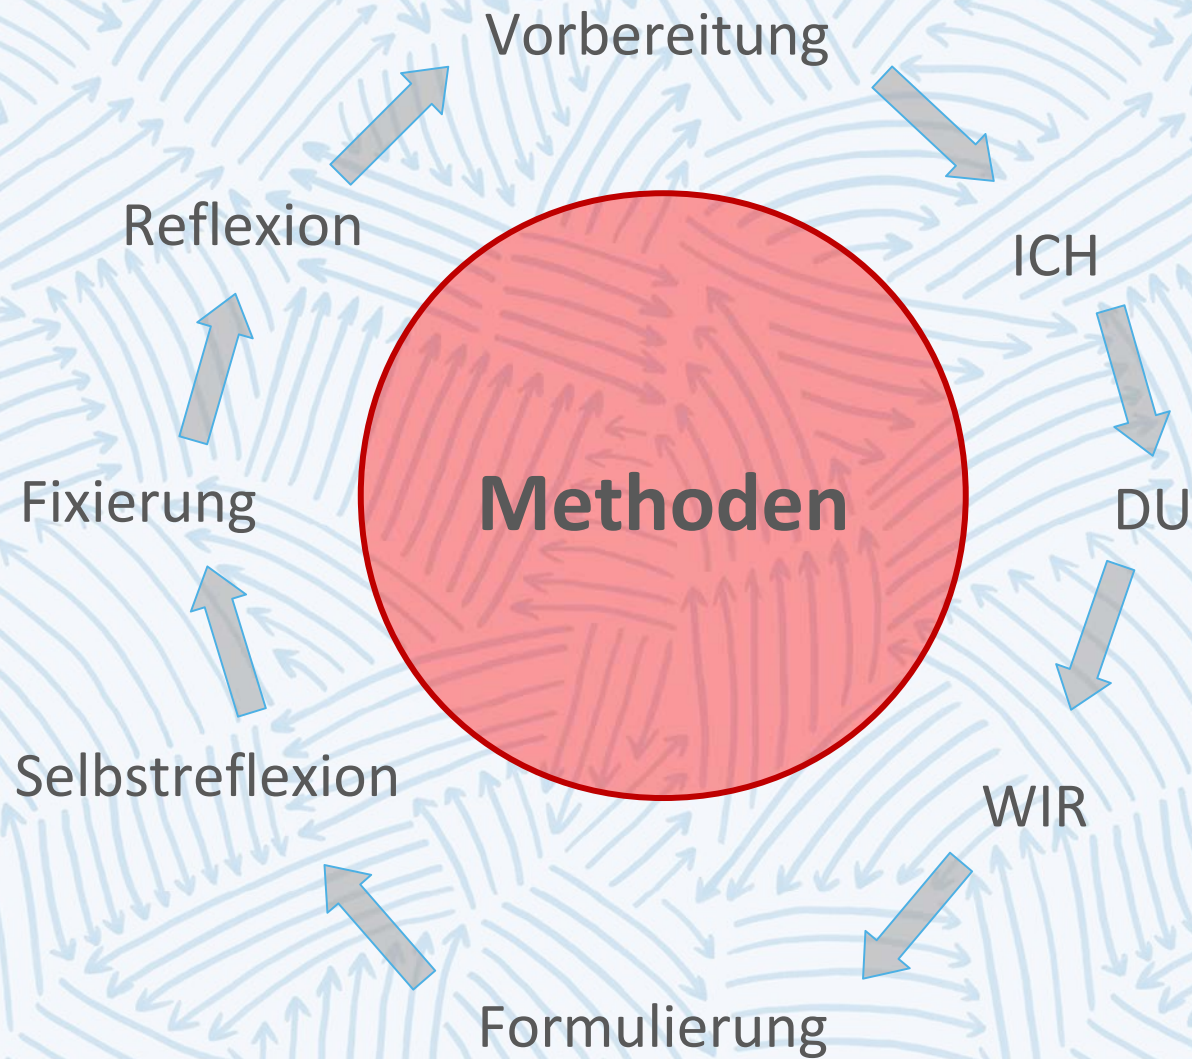 Vorbereitung
ICH
DU
WIR
Formulierung
Selbstreflexion
Fixierung
Reflexion
Methoden